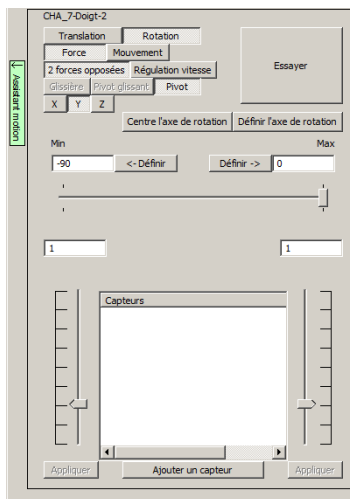 CHA_7-Doigt-2
Translation Rotation
Force Mouvement
Essayer
2 forces opposées Régulation vitesse
Glissière Pivot glissant Pivot
X Y Z
Centre l'axe de rotation Définir l'axe de rotation
Min Max
-90 <- Définir Définir -> 0
1 1
Capteurs
Appliquer Ajouter un capteur Appliquer
Assistant motion